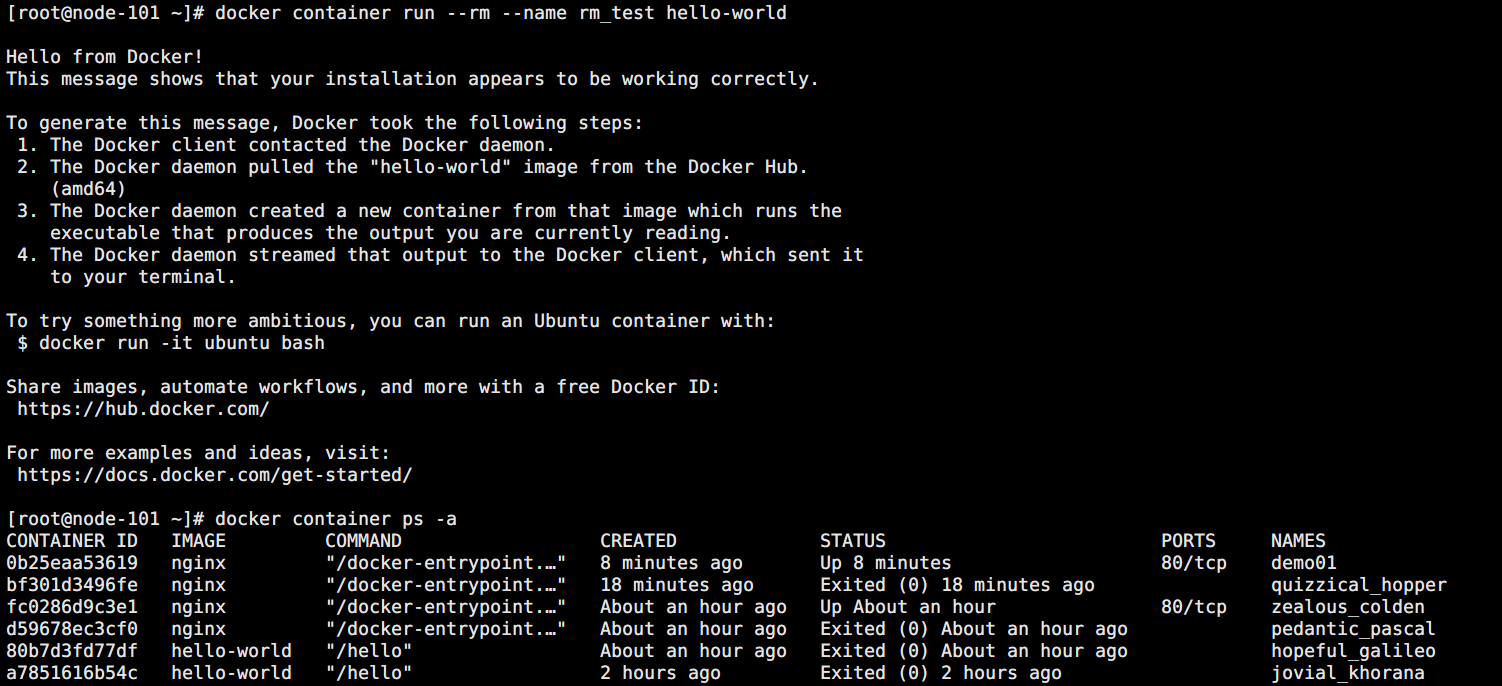 [root@node-101 ~]# docker container run --rm --name rm_test hello-world
Hello from Docker!
This message shows that your installation appears to be working correctly.
To generate this message, Docker took the following steps:
 1. The Docker client contacted the Docker daemon.
 2. The Docker daemon pulled the "hello-world" image from the Docker Hub.
    (amd64)
 3. The Docker daemon created a new container from that image which runs the
    executable that produces the output you are currently reading.
 4. The Docker daemon streamed that output to the Docker client, which sent it
    to your terminal.
To try something more ambitious, you can run an Ubuntu container with:
 $ docker run -it ubuntu bash
Share images, automate workflows, and more with a free Docker ID:
 https://hub.docker.com/
For more examples and ideas, visit:
 https://docs.docker.com/get-started/
[root@node-101 ~]# docker container ps -a
CONTAINER ID   IMAGE         COMMAND                  CREATED             STATUS                         PORTS     NAMES
0b25eaa53619   nginx         "/docker-entrypoint.…"   8 minutes ago       Up 8 minutes                   80/tcp    demo01
bf301d3496fe   nginx         "/docker-entrypoint.…"   18 minutes ago      Exited (0) 18 minutes ago                quizzical_hopper
fc0286d9c3e1   nginx         "/docker-entrypoint.…"   About an hour ago   Up About an hour               80/tcp    zealous_colden
d59678ec3cf0   nginx         "/docker-entrypoint.…"   About an hour ago   Exited (0) About an hour ago             pedantic_pascal
80b7d3fd77df   hello-world   "/hello"                 About an hour ago   Exited (0) About an hour ago             hopeful_galileo
a7851616b54c   hello-world   "/hello"                 2 hours ago         Exited (0) 2 hours ago                   jovial_khorana